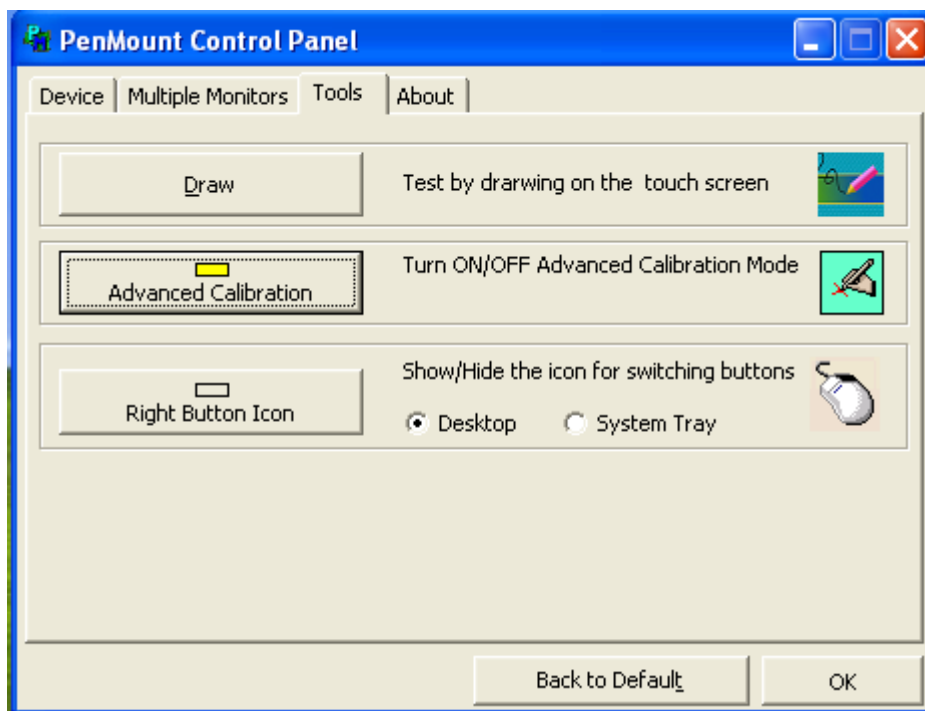 PenMount Control Panel
Device Multiple Monitors Tools About
Draw Test by drarwing on the touch screen
Advanced Calibration Turn ON/OFF Advanced Calibration Mode
Right Button Icon Show/Hide the icon for switching buttons
Desktop System Tray
Back to Default OK